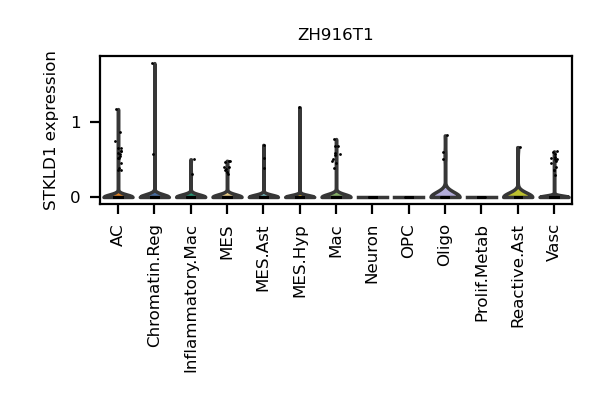 ZH916T1
STKLD1 expression
1
0
AC
Chromatin.Reg
Inflammatory.Mac
MES
MES.Ast
MES.Hyp
Mac
Neuron
OPC
Oligo
Prolif.Metab
Reactive.Ast
Vasc